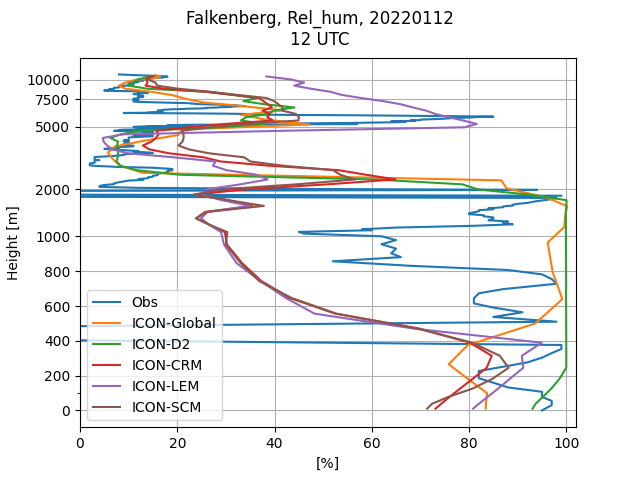 Falkenberg, Rel_hum, 20220112
12 UTC
10000
7500
5000
2000
1000
800
600
400
200
0
Height [m]
Obs
ICON-Global
ICON-D2
ICON-CRM
ICON-LEM
ICON-SCM
0 20 40 60 80 100
[%]